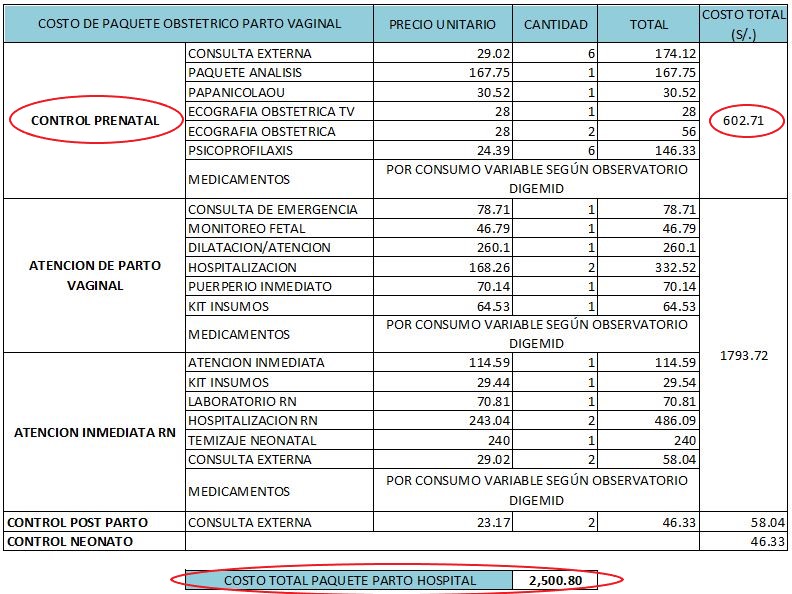 COSTO DE PAQUETE OBSTETRICO PARTO VAGINAL PRECIO UNITARIO CANTIDAD TOTAL COSTO TOTAL (S/.)
CONTROL PRENATAL
CONSULTA EXTERNA 29.02 6 174.12
PAQUETE ANALISIS 167.75 1 167.75
PAPANICOLAOU 30.52 1 30.52
ECOGRAFIA OBSTETRICA TV 28 1 28
ECOGRAFIA OBSTETRICA 28 2 56
PSICOPROFILAXIS 24.39 6 146.33
MEDICAMENTOS POR CONSUMO VARIABLE SEGÚN OBSERVATORIO
DIGEMID
602.71
ATENCION DE PARTO
VAGINAL
CONSULTA DE EMERGENCIA 78.71 1 78.71
MONITOREO FETAL 46.79 1 46.79
DILATACION/ATENCION 260.1 1 260.1
HOSPITALIZACION 168.26 2 332.52
PUERPERIO INMEDIATO 70.14 1 70.14
KIT INSUMOS 64.53 1 64.53
MEDICAMENTOS POR CONSUMO VARIABLE SEGÚN OBSERVATORIO
DIGEMID
1793.72
ATENCION INMEDIATA RN
ATENCION INMEDIATA 114.59 1 114.59
KIT INSUMOS 29.44 1 29.54
LABORATORIO RN 70.81 1 70.81
HOSPITALIZACION RN 243.04 2 486.09
TEMIZAJE NEONATAL 240 1 240
CONSULTA EXTERNA 29.02 2 58.04
MEDICAMENTOS POR CONSUMO VARIABLE SEGÚN OBSERVATORIO
DIGEMID
CONTROL POST PARTO CONSULTA EXTERNA 23.17 2 46.33 58.04
CONTROL NEONATO 46.33
COSTO TOTAL PAQUETE PARTO HOSPITAL 2,500.80